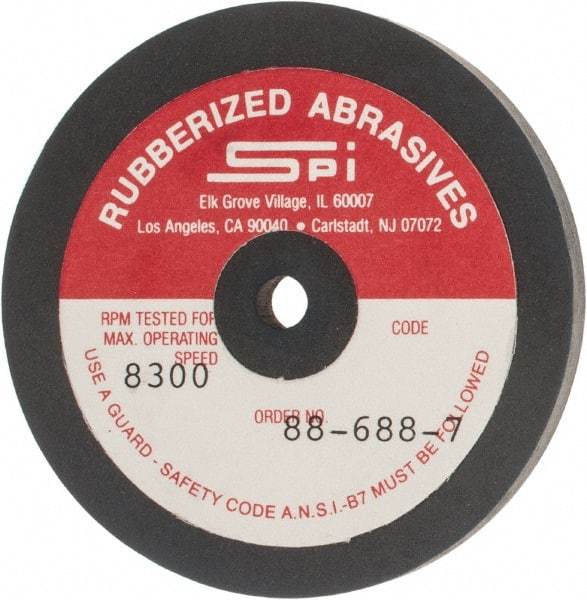 RUBBERIZED ABRASIVES
SPi
Elk Grove Village, IL 60007
Los Angeles, CA 90040 • Carlstadt, NJ 07072
RPM TESTED FOR
MAX. OPERATING
SPEED
8300
CODE
ORDER NO.
88-688-7
USE A GUARD - SAFETY CODE A.N.S.I.-B7 MUST BE FOLLOWED